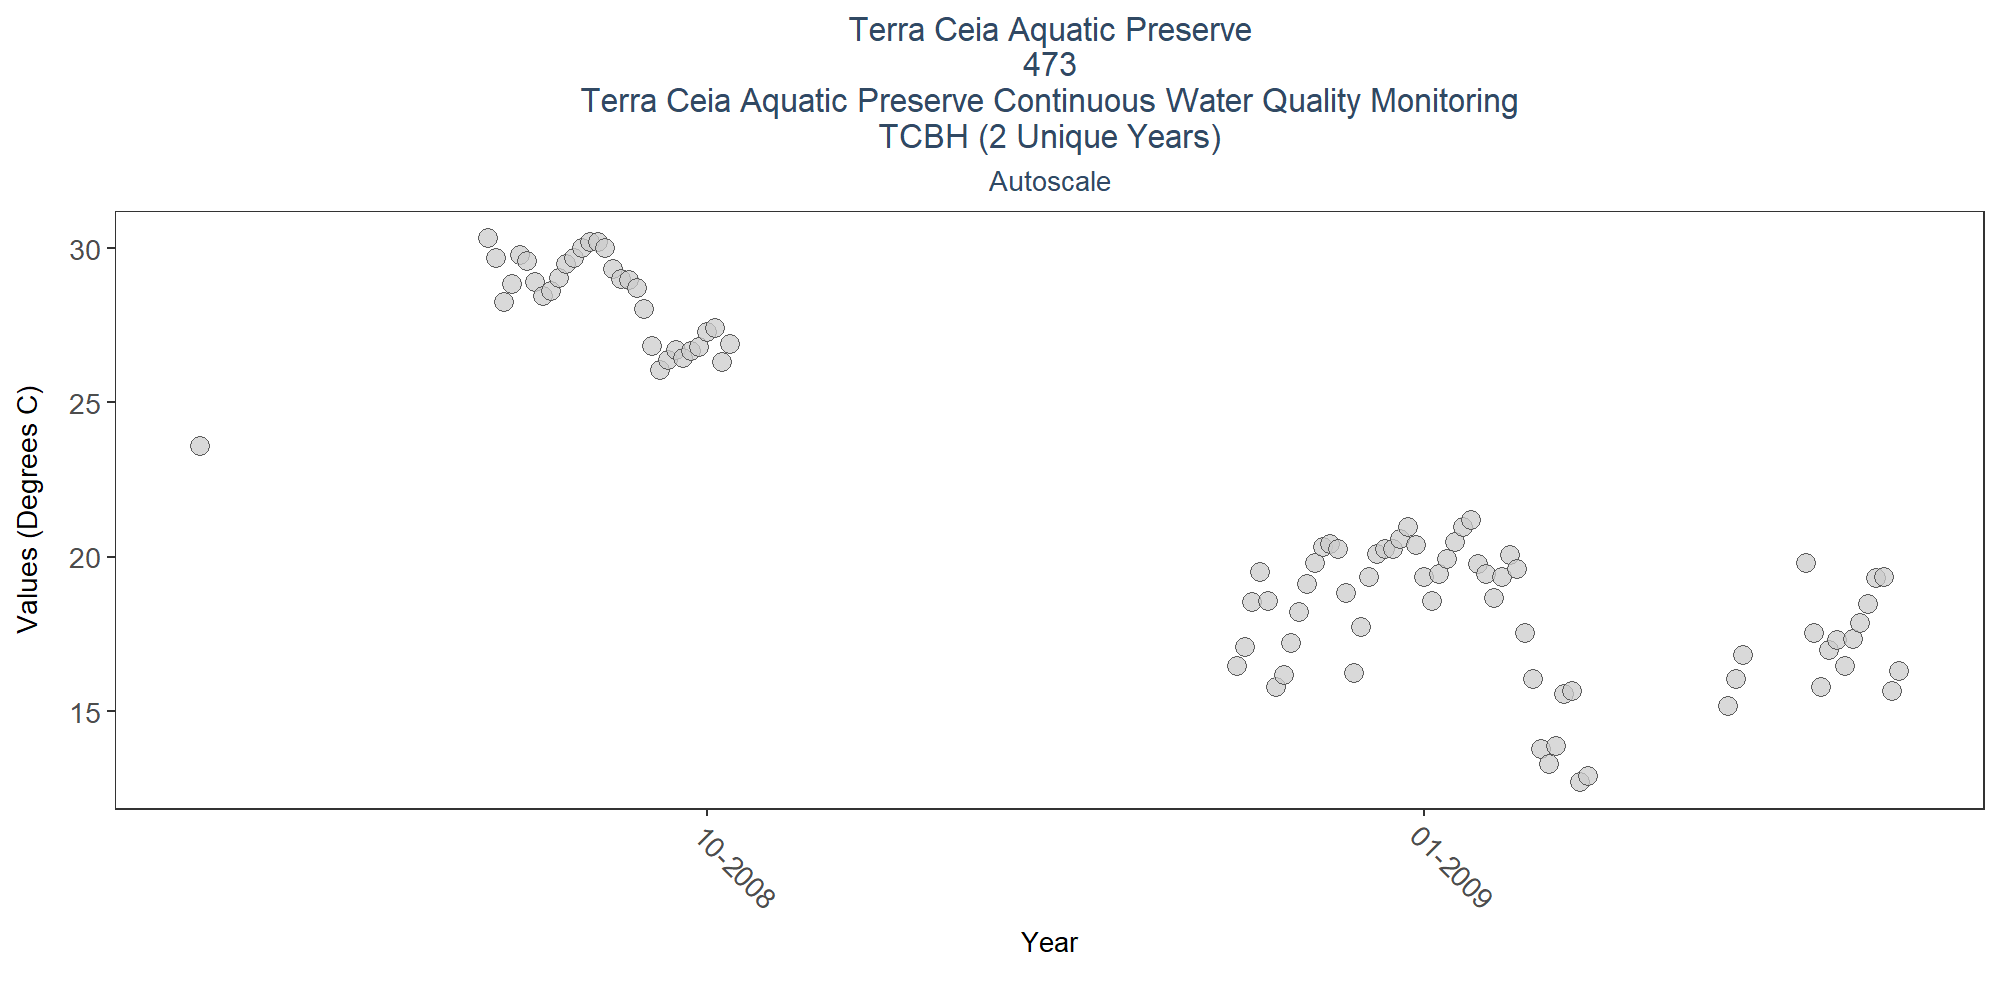 Terra Ceia Aquatic Preserve
473
Terra Ceia Aquatic Preserve Continuous Water Quality Monitoring
TCBH (2 Unique Years)
Autoscale
Values (Degrees C)
30
25
20
15
10-2008
01-2009
Year